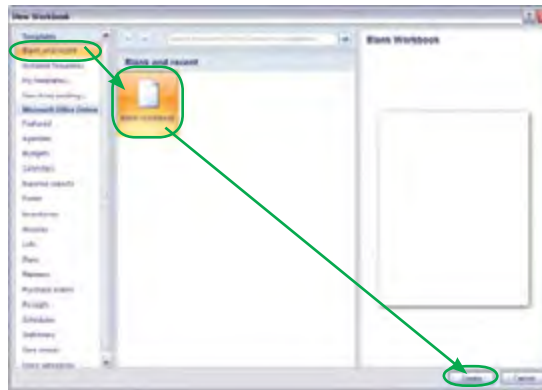 New Workbook
Templates
Blank and recent
Installed Templates
My templates...
New from existing...
Microsoft Office Online
Featured
Agendas
Budgets
Calendars
Expense reports
Forms
Inventories
Invoices
Lists
Plans
Planners
Purchase orders
Receipts
Schedules
Statements
Time sheets
Blank and recent
Blank Workbook
Blank Workbook
Create
Cancel